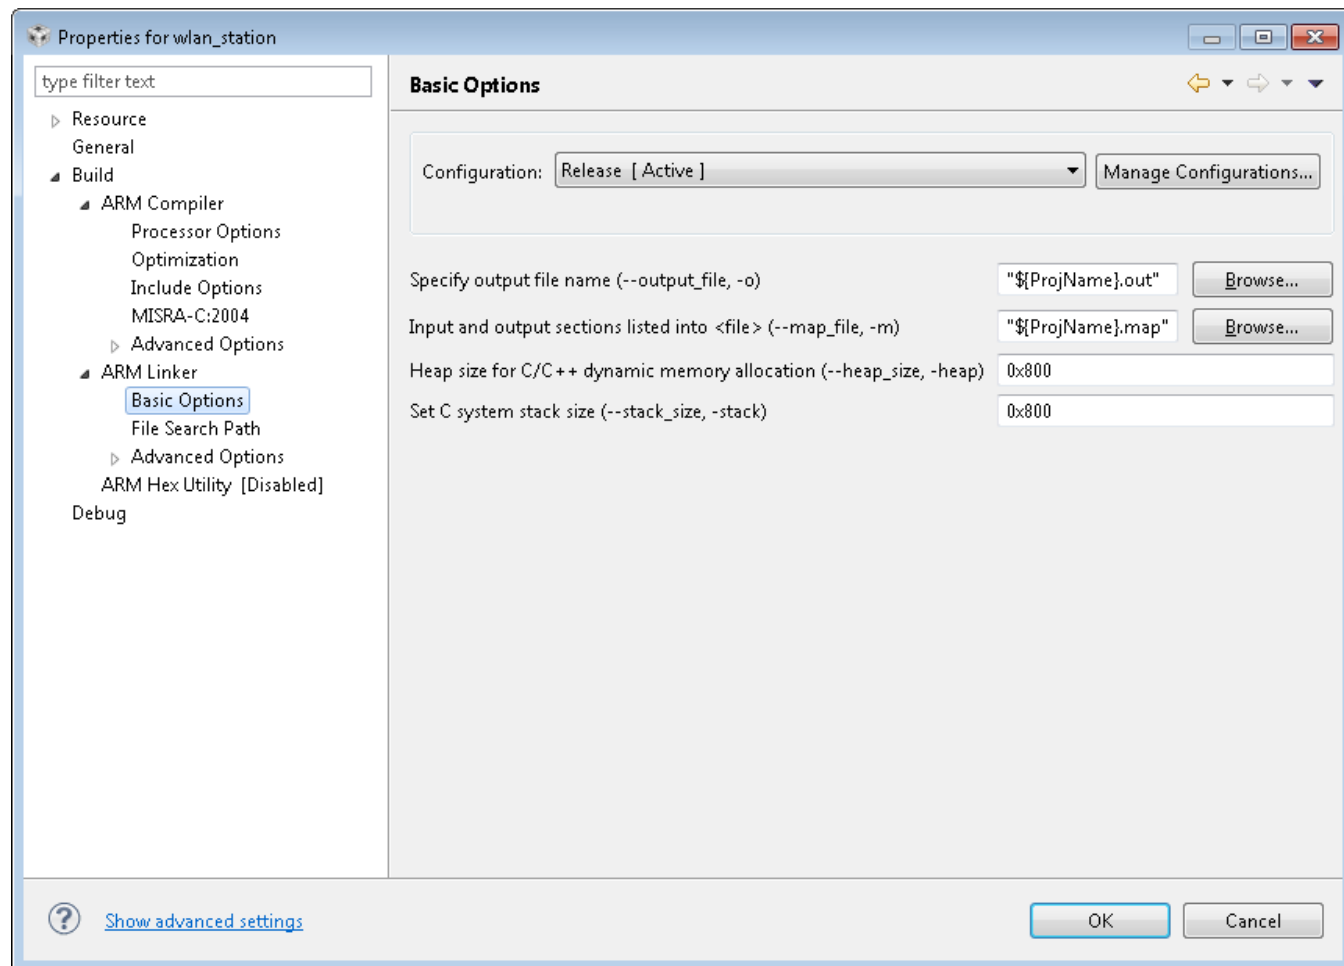 Properties for wlan_station
type filter text
Resource
General
Build
ARM Compiler
Processor Options
Optimization
Include Options
MISRA-C:2004
Advanced Options
ARM Linker
Basic Options
File Search Path
Advanced Options
ARM Hex Utility [Disabled]
Debug
Basic Options
Configuration: Release [ Active ] Manage Configurations...
Specify output file name (--output_file, -o) "${ProjName}.out" Browse...
Input and output sections listed into <file> (--map_file, -m) "${ProjName}.map" Browse...
Heap size for C/C++ dynamic memory allocation (--heap_size, -heap) 0x800
Set C system stack size (--stack_size, -stack) 0x800
? Show advanced settings OK Cancel